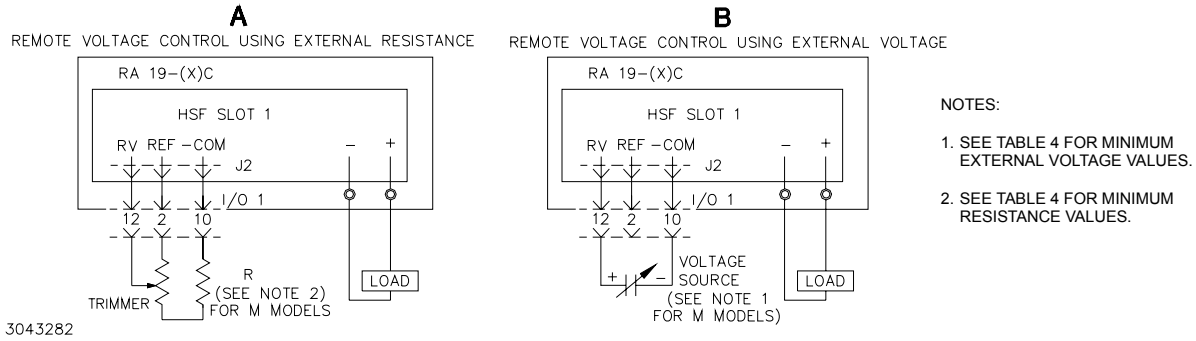 A
REMOTE VOLTAGE CONTROL USING EXTERNAL RESISTANCE
RA 19-(X)C
HSF SLOT 1
RV REF -COM - +
J2
I/O 1
12 2 10
TRIMMER
R
(SEE NOTE 2)
FOR M MODELS
LOAD
3043282
B
REMOTE VOLTAGE CONTROL USING EXTERNAL VOLTAGE
RA 19-(X)C
HSF SLOT 1
RV REF -COM - +
J2
I/O 1
12 2 10
+ -
VOLTAGE
SOURCE
(SEE NOTE 1
FOR M MODELS)
LOAD
NOTES:
1. SEE TABLE 4 FOR MINIMUM
EXTERNAL VOLTAGE VALUES.
2. SEE TABLE 4 FOR MINIMUM
RESISTANCE VALUES.